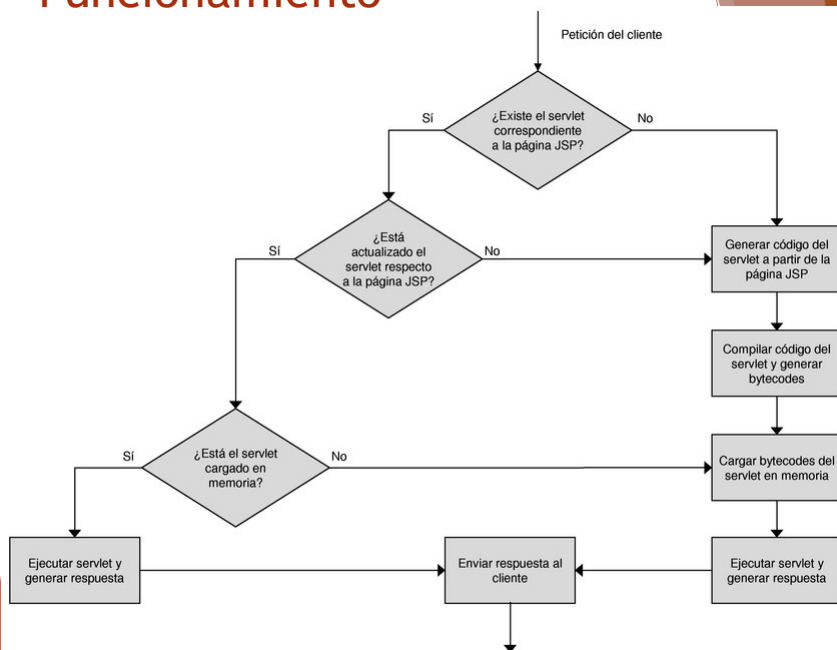 Funcionamiento
Petición del cliente
¿Existe el servlet
correspondiente
a la página JSP?
Sí
No
¿Está
actualizado el
servlet respecto
a la página JSP?
Sí
No
Generar código del
servlet a partir de la
página JSP
Compilar código del
servlet y generar
bytecodes
¿Está el servlet
cargado en
memoria?
Sí
No
Cargar bytecodes del
servlet en memoria
Ejecutar servlet y
generar respuesta
Enviar respuesta al
cliente
Ejecutar servlet y
generar respuesta